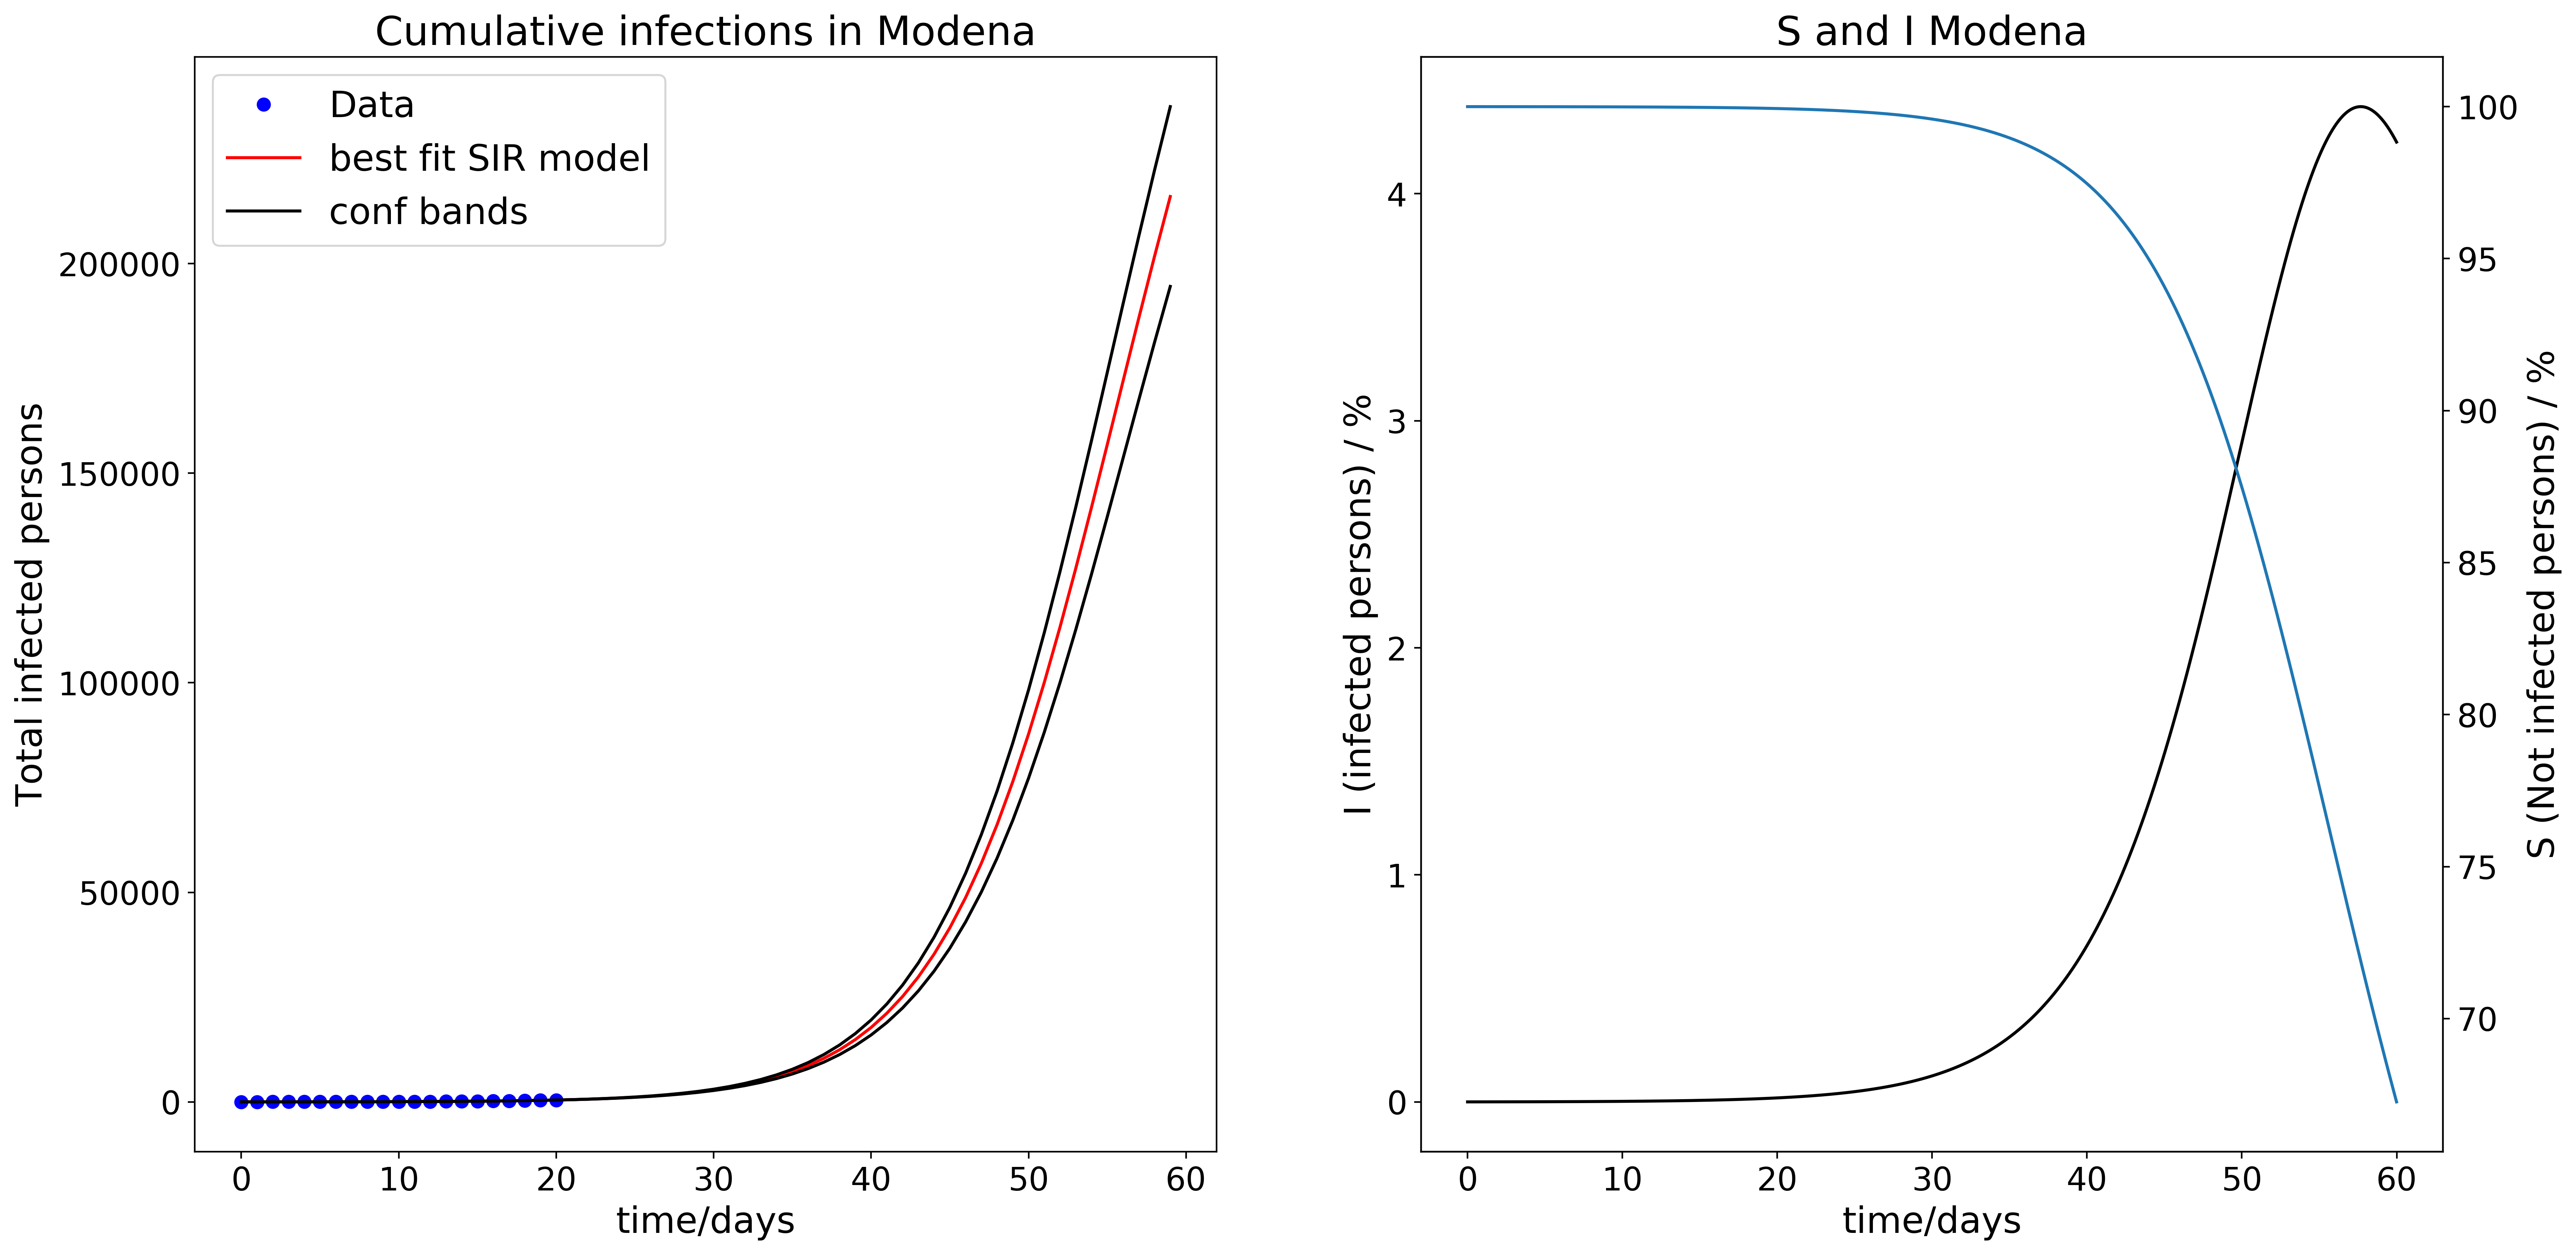 Cumulative infections in Modena
Data
best fit SIR model
conf bands
Total infected persons
200000
150000
100000
50000
0
0 10 20 30 40 50 60
time/days
S and I Modena
I (infected persons) / %
4
3
2
1
0
100
95
90
85
80
75
70
S (Not infected persons) / %
0 10 20 30 40 50 60
time/days